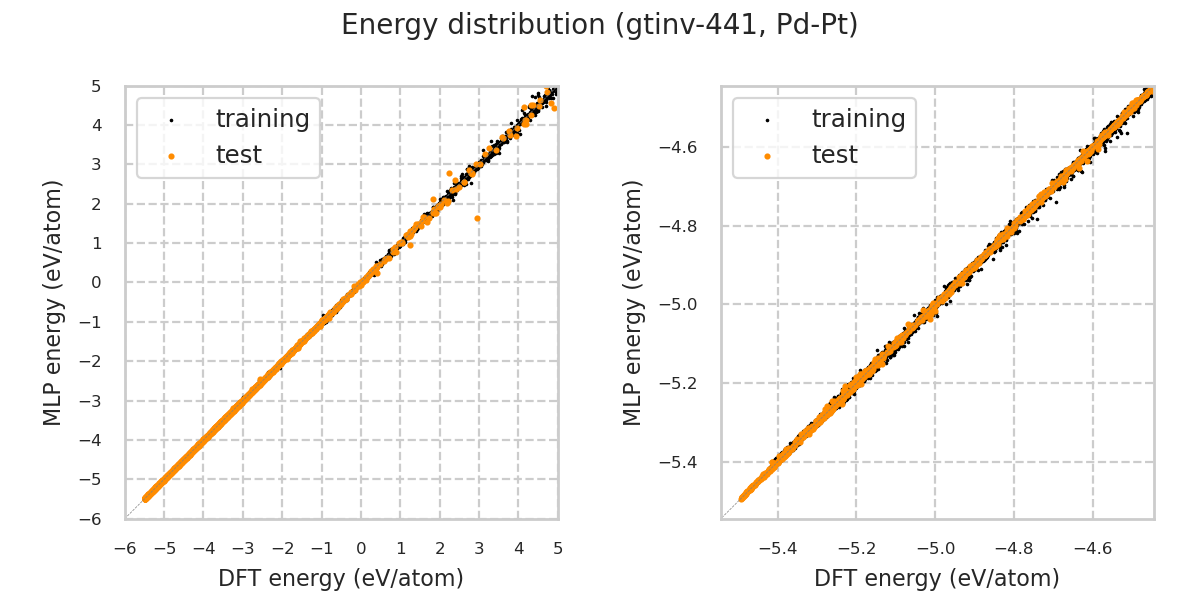 Energy distribution (gtinv-441, Pd-Pt)
training
test
5
4
3
2
1
0
−1
−2
−3
−4
−5
−6
−6 −5 −4 −3 −2 −1 0 1 2 3 4 5
MLP energy (eV/atom)
DFT energy (eV/atom)
training
test
−4.6
−4.8
−5.0
−5.2
−5.4
−5.4 −5.2 −5.0 −4.8 −4.6
MLP energy (eV/atom)
DFT energy (eV/atom)